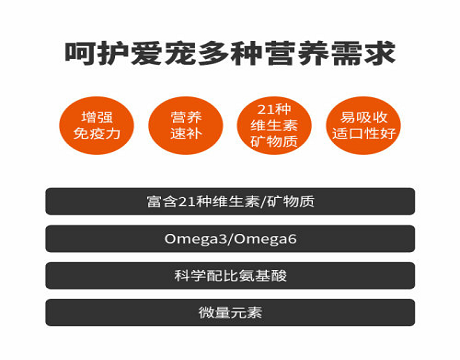 呵护爱宠多种营养需求
增强
免疫力
营养
速补
21种
维生素
矿物质
易吸收
适口性好
富含21种维生素/矿物质
Omega3/Omega6
科学配比氨基酸
微量元素